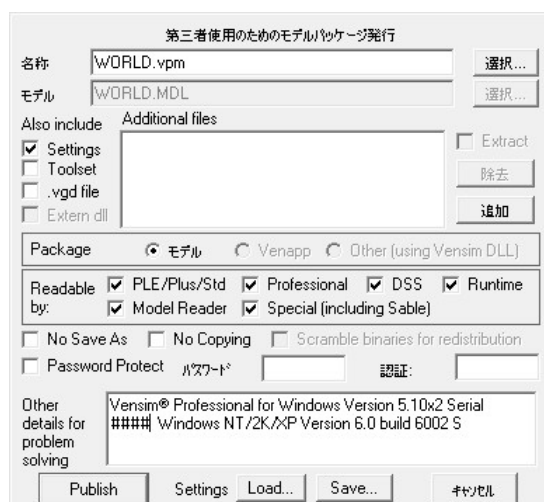 第三者使用のためのモデルパッケージ発行
名称 WORLD.vpm 選択...
モデル WORLD.MDL 選択...
Also include Additional files
Settings Extract
Toolset 除去
.vgd file
Extern dll 追加
Package モデル Venapp Other (using Vensim DLL)
Readable by: PLE/Plus/Std Professional DSS Runtime
Model Reader Special (including Sable)
No Save As No Copying Scramble binaries for redistribution
Password Protect パスワード 認証:
Other details for problem solving
Vensim® Professional for Windows Version 5.10x2 Serial
#### Windows NT/2K/XP Version 6.0 build 6002 S
Publish Settings Load... Save... キャンセル